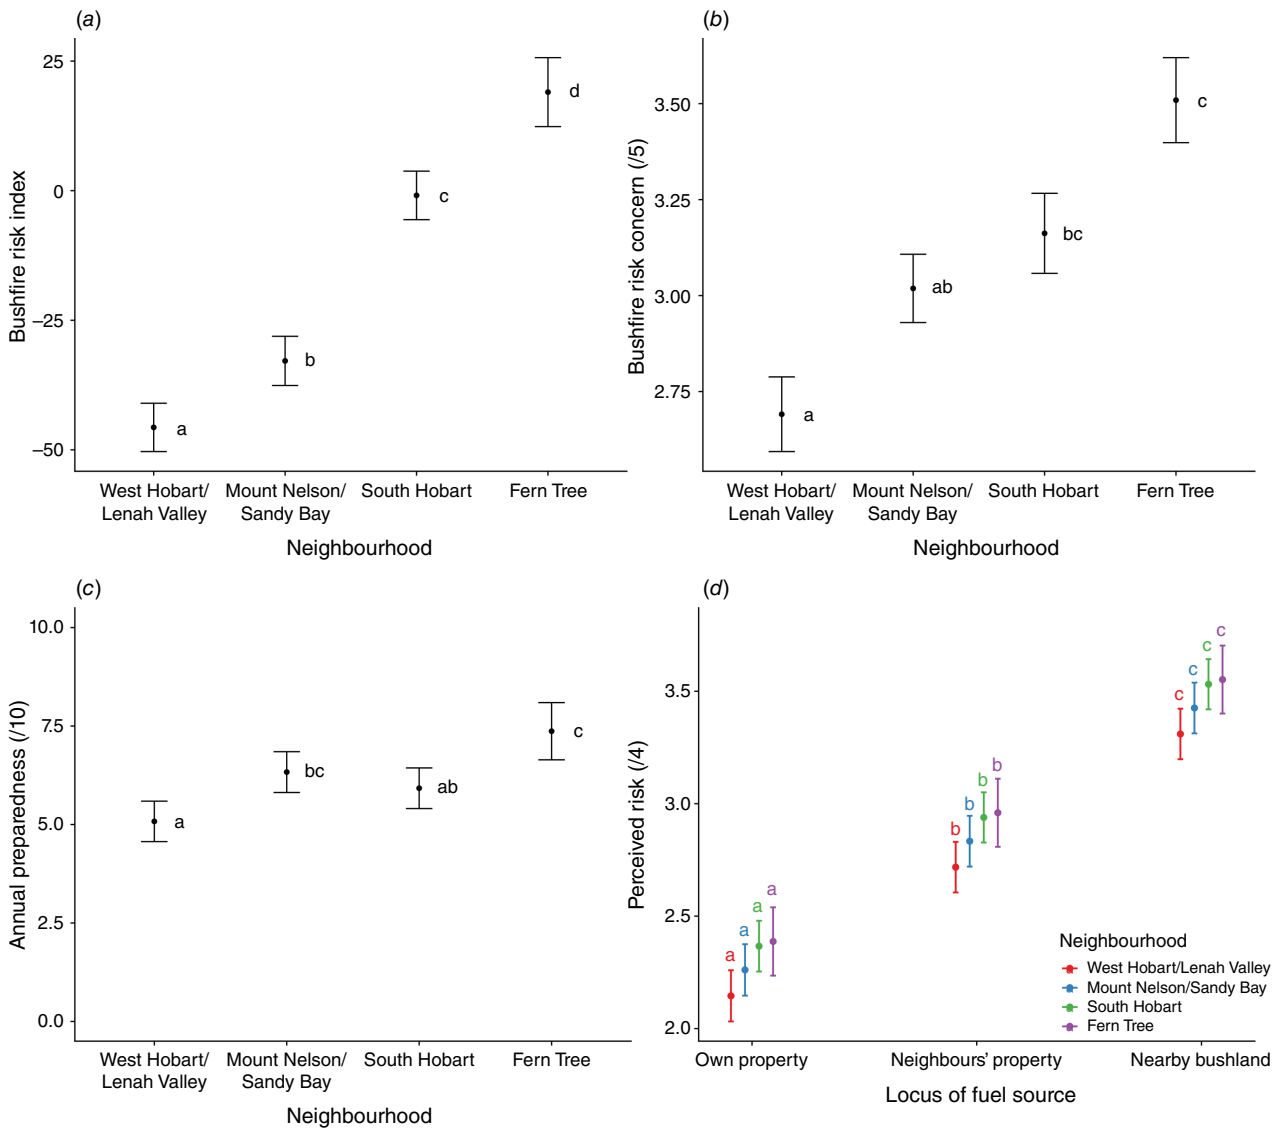 (a)
Bushfire risk index
25
0
–25
–50
a
b
c
d
West Hobart/
Lenah Valley
Mount Nelson/
Sandy Bay
South Hobart
Fern Tree
Neighbourhood
(b)
Bushfire risk concern (/5)
3.50
3.25
3.00
2.75
a
ab
bc
c
West Hobart/
Lenah Valley
Mount Nelson/
Sandy Bay
South Hobart
Fern Tree
Neighbourhood
(c)
Annual preparedness (/10)
10.0
7.5
5.0
2.5
0.0
a
bc
ab
c
West Hobart/
Lenah Valley
Mount Nelson/
Sandy Bay
South Hobart
Fern Tree
Neighbourhood
(d)
Perceived risk (/4)
3.5
3.0
2.5
2.0
a
a
a
a
b
b
b
b
c
c
c
c
Neighbourhood
West Hobart/Lenah Valley
Mount Nelson/Sandy Bay
South Hobart
Fern Tree
Own property
Neighbours’ property
Nearby bushland
Locus of fuel source